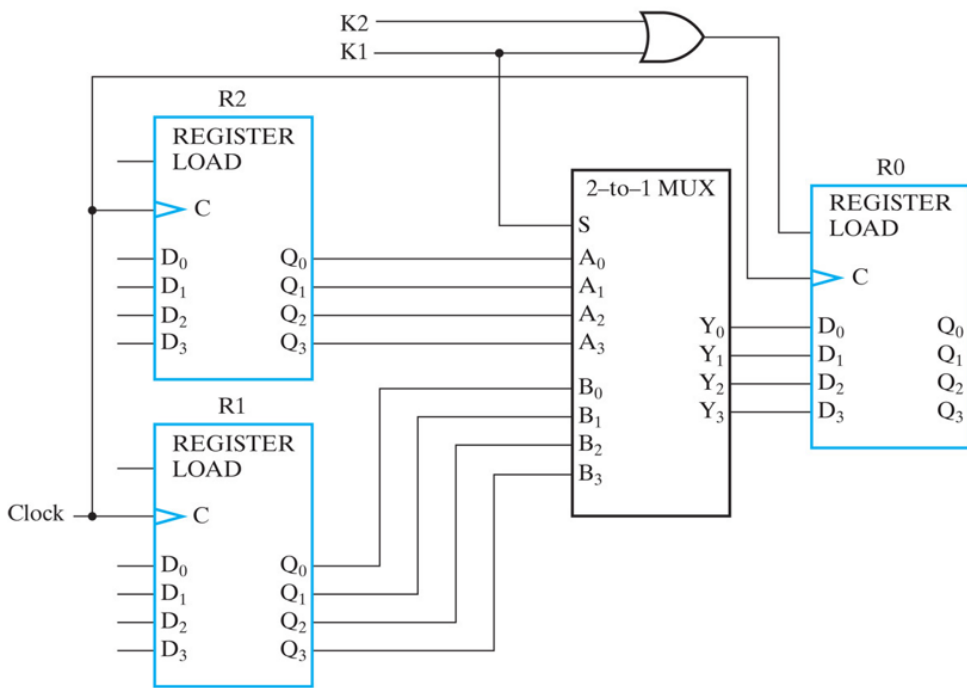 K2
K1
R2
REGISTER
LOAD
C
D₀ Q₀
D₁ Q₁
D₂ Q₂
D₃ Q₃
R1
REGISTER
LOAD
Clock
C
D₀ Q₀
D₁ Q₁
D₂ Q₂
D₃ Q₃
2–to–1 MUX
S
A₀
A₁
A₂
A₃
B₀
B₁
B₂
B₃
Y₀
Y₁
Y₂
Y₃
R0
REGISTER
LOAD
C
D₀ Q₀
D₁ Q₁
D₂ Q₂
D₃ Q₃